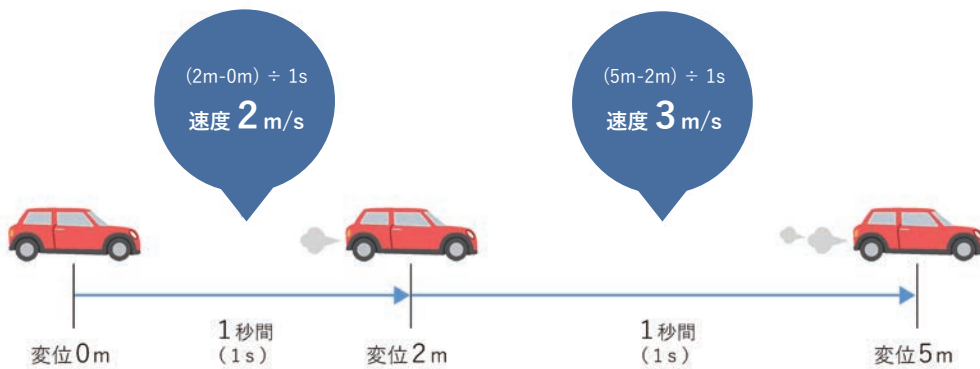 (2m-0m) ÷ 1s
速度 2 m/s
(5m-2m) ÷ 1s
速度 3 m/s
1秒間
(1s)
1秒間
(1s)
変位0m
変位2m
変位5m